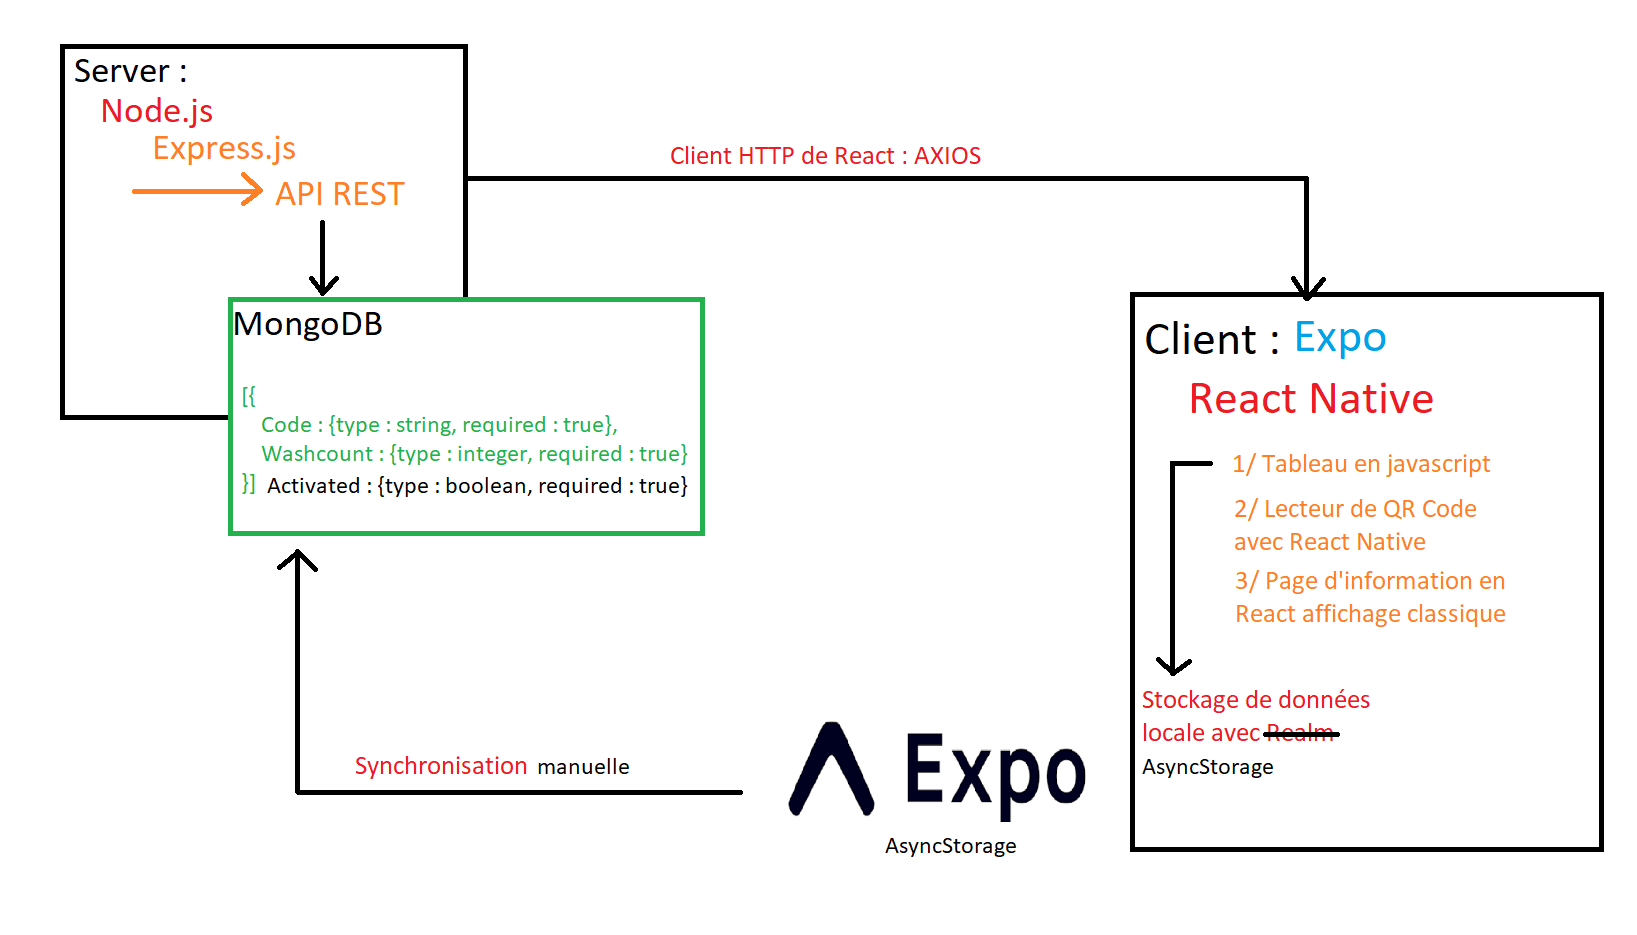 Server :
Node.js
Express.js
API REST
Client HTTP de React : AXIOS
MongoDB
[{
Code : {type : string, required : true},
Washcount : {type : integer, required : true}
}] Activated : {type : boolean, required : true}
Client : Expo
React Native
1/ Tableau en javascript
2/ Lecteur de QR Code
avec React Native
3/ Page d'information en
React affichage classique
Stockage de données
locale avec Realm
AsyncStorage
Synchronisation manuelle
Expo
AsyncStorage